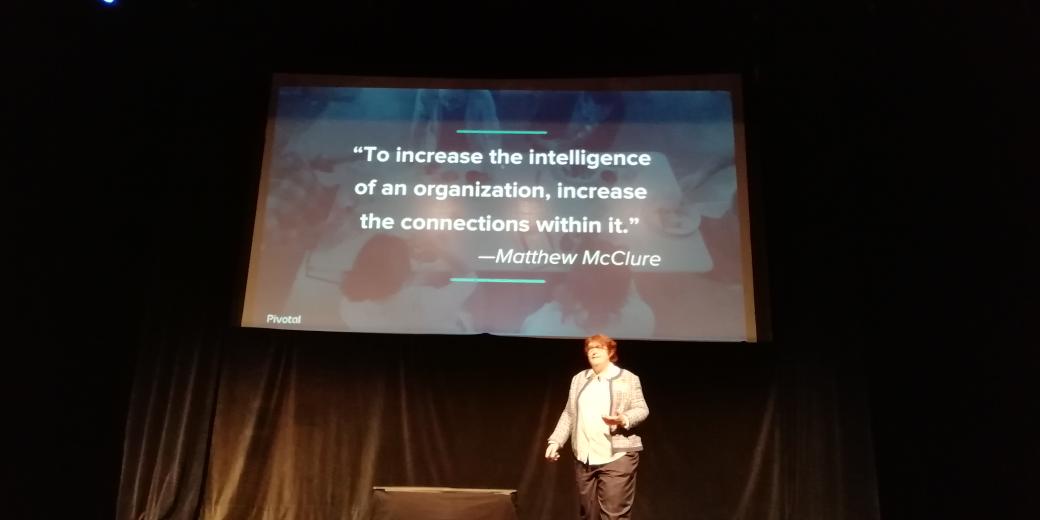 “To increase the intelligence
of an organization, increase
the connections within it.”
—Matthew McClure
Pivotal